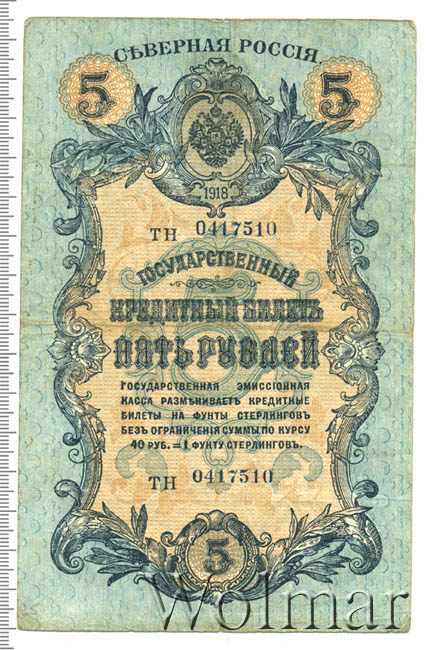 СѢВЕРНАЯ РОССІЯ
5 5
1918
ТН 0417510
ГОСУДАРСТВЕННЫЙ
КРЕДИТНЫЙ БИЛЕТЪ
ПЯТЬ РУБЛЕЙ
ГОСУДАРСТВЕННАЯ ЭМИССІОННАЯ
КАССА РАЗМѢНИВАЕТЪ КРЕДИТНЫЕ
БИЛЕТЫ НА ФУНТЫ СТЕРЛИНГОВЪ
БЕЗЪ ОГРАНИЧЕНІЯ СУММЫ, ПО КУРСУ
40 РУБ. = 1 ФУНТУ СТЕРЛИНГОВЪ.
ТН 0417510
5
Wolmar